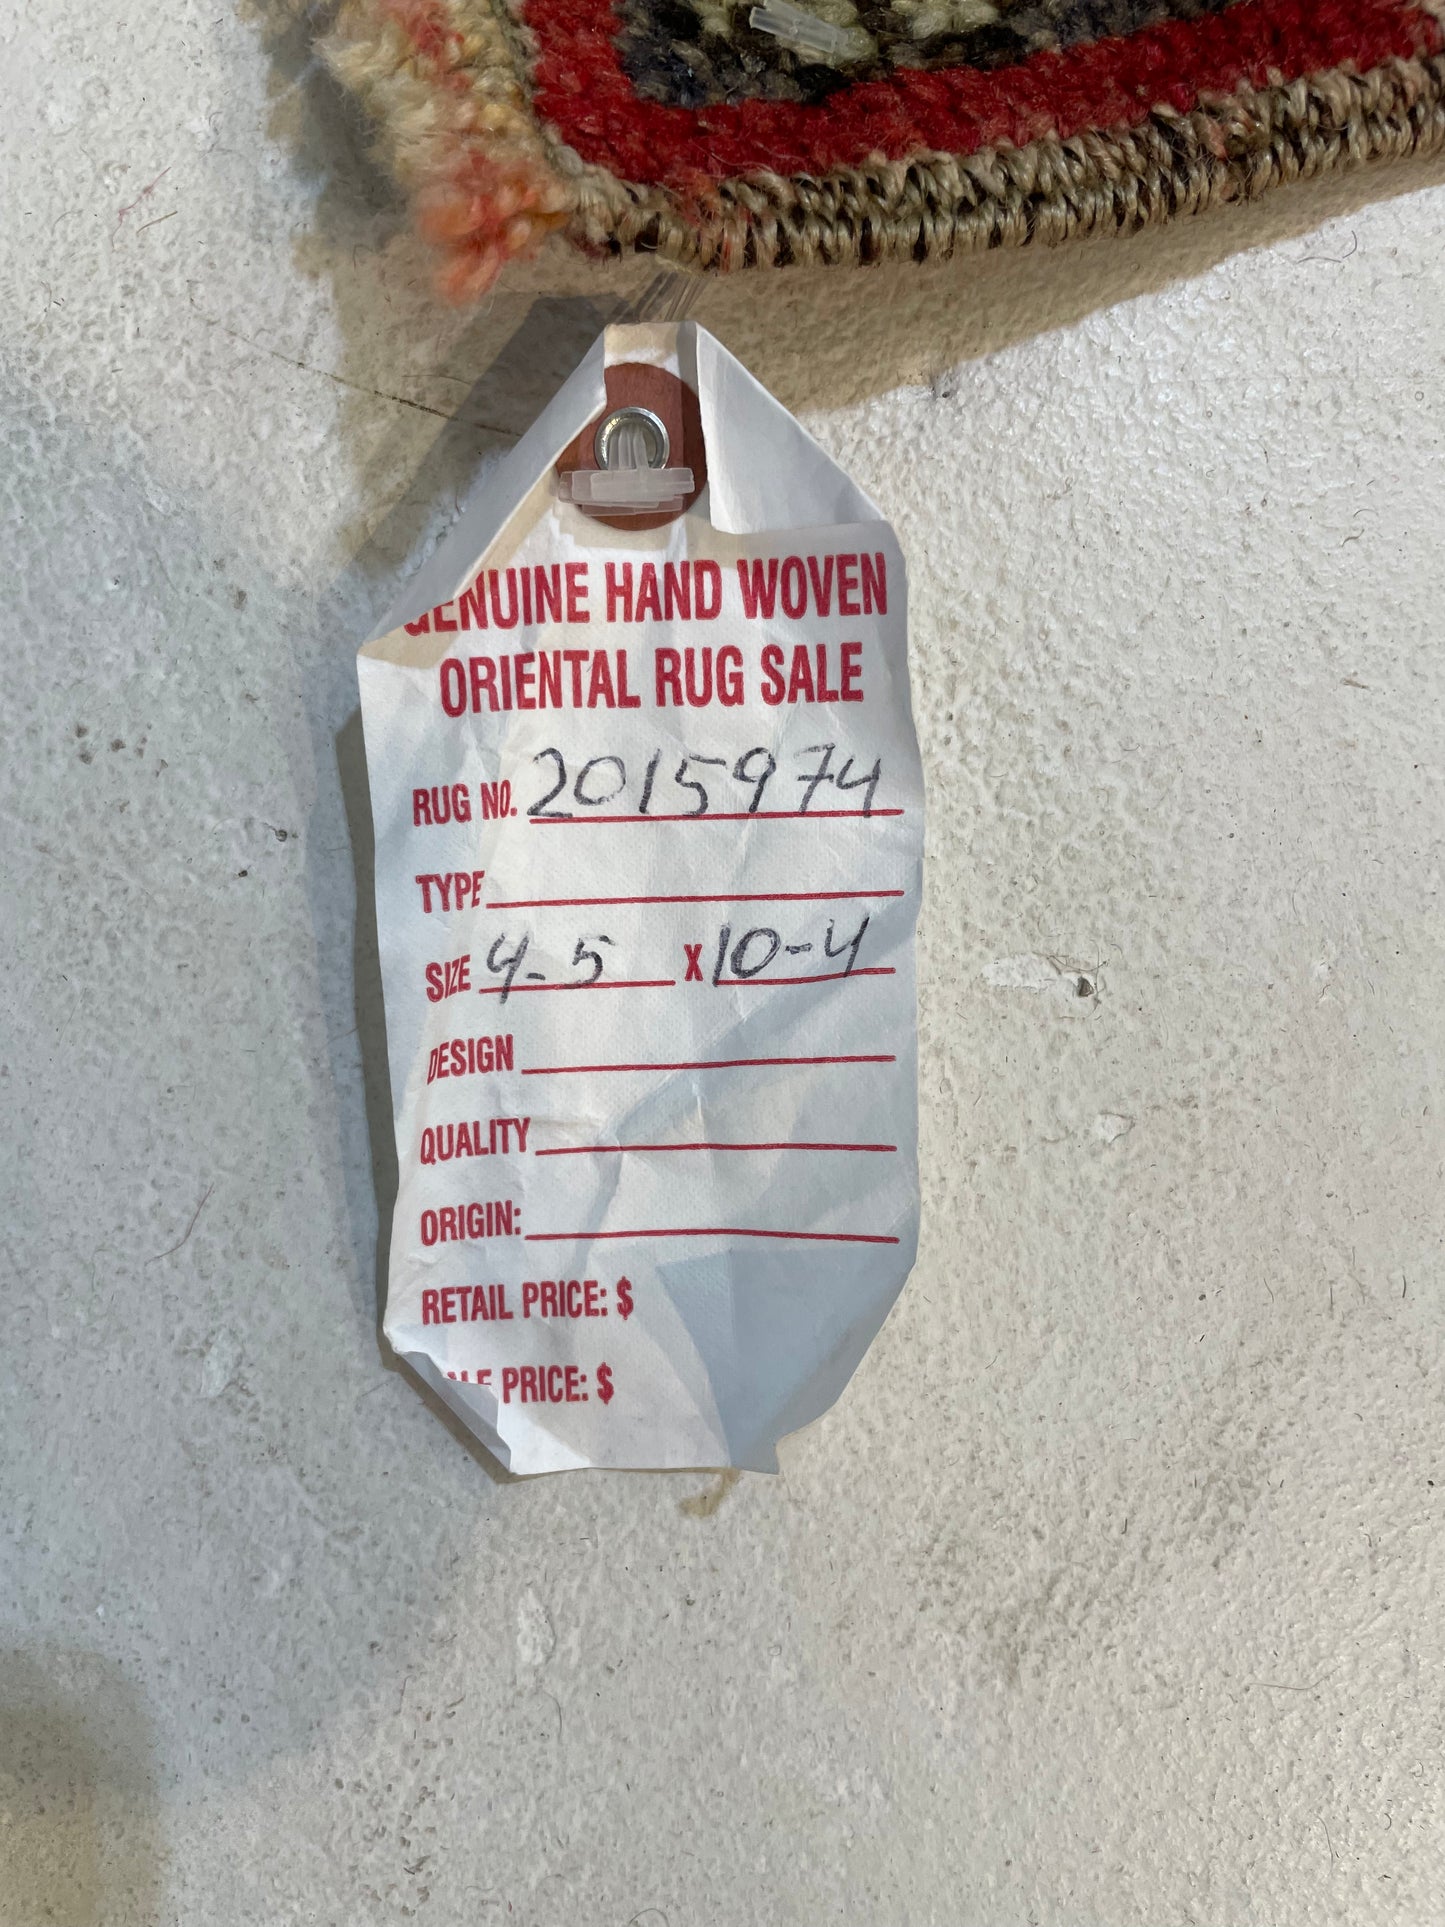 GENUINE HAND WOVEN
ORIENTAL RUG SALE
RUG NO. 2015974
TYPE
SIZE 4-5 X 10-4
DESIGN
QUALITY
ORIGIN:
RETAIL PRICE: $
PRICE: $